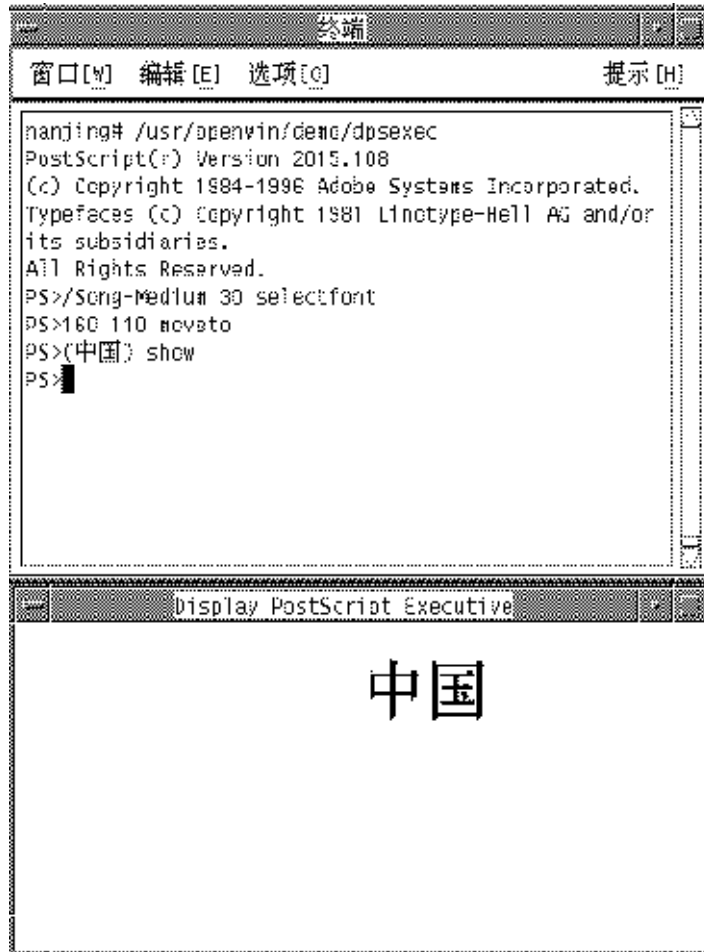 终端
窗口[W] 编辑[E] 选项[O] 提示[H]
nanjing# /usr/openwin/demo/dpsexec
PostScript(r) Version 2015.108
(c) Copyright 1984-1996 Adobe Systems Incorporated.
Typefaces (c) Copyright 1981 Linotype-Hell AG and/or
its subsidiaries.
All Rights Reserved.
PS>/Song-Medium 30 selectfont
PS>160 110 moveto
PS>(中国) show
PS>
Display PostScript Executive
中国